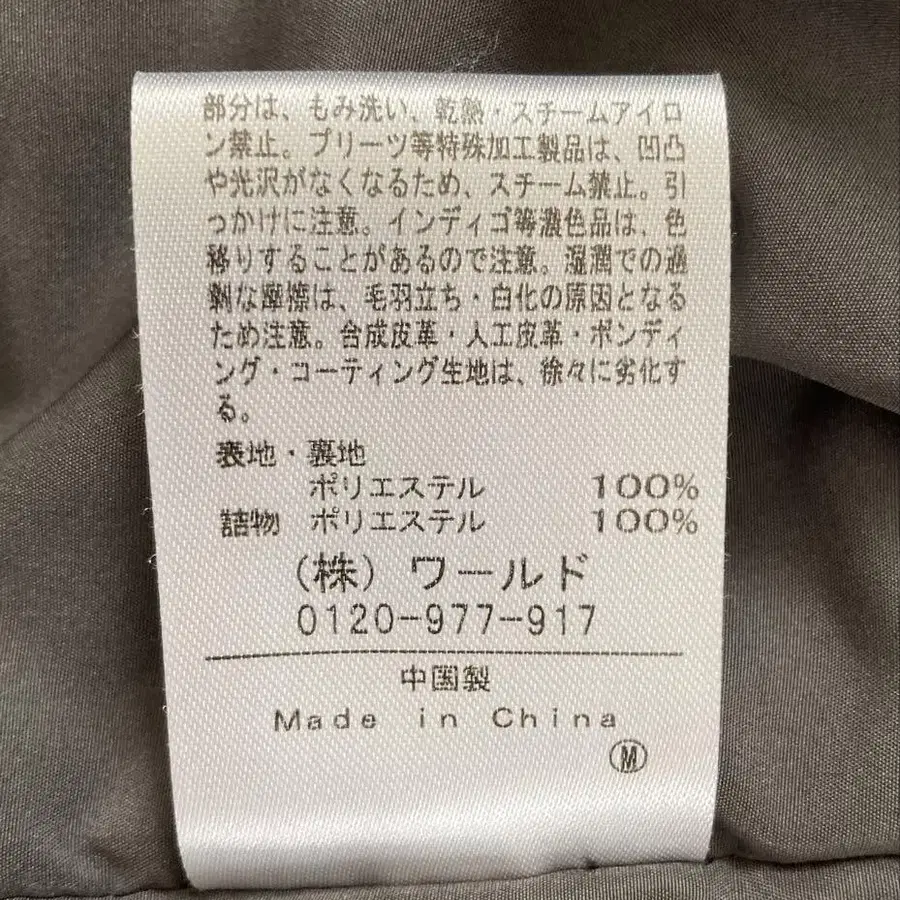 部分は、もみ洗い、乾熱・スチームアイロ
ン禁止。プリーツ等特殊加工製品は、凹凸
や光沢がなくなるため、スチーム禁止。引
っかけに注意。インディゴ等濃色品は、色
移りすることがあるので注意。湿潤での過
剰な摩擦は、毛羽立ち・白化の原因となる
ため注意。合成皮革・人工皮革・ボンディ
ング・コーティング生地は、徐々に劣化す
る。
表地・裏地
ポリエステル 100%
詰物 ポリエステル 100%
(株) ワールド
0120-977-917
中国製
Made in China
Ⓜ